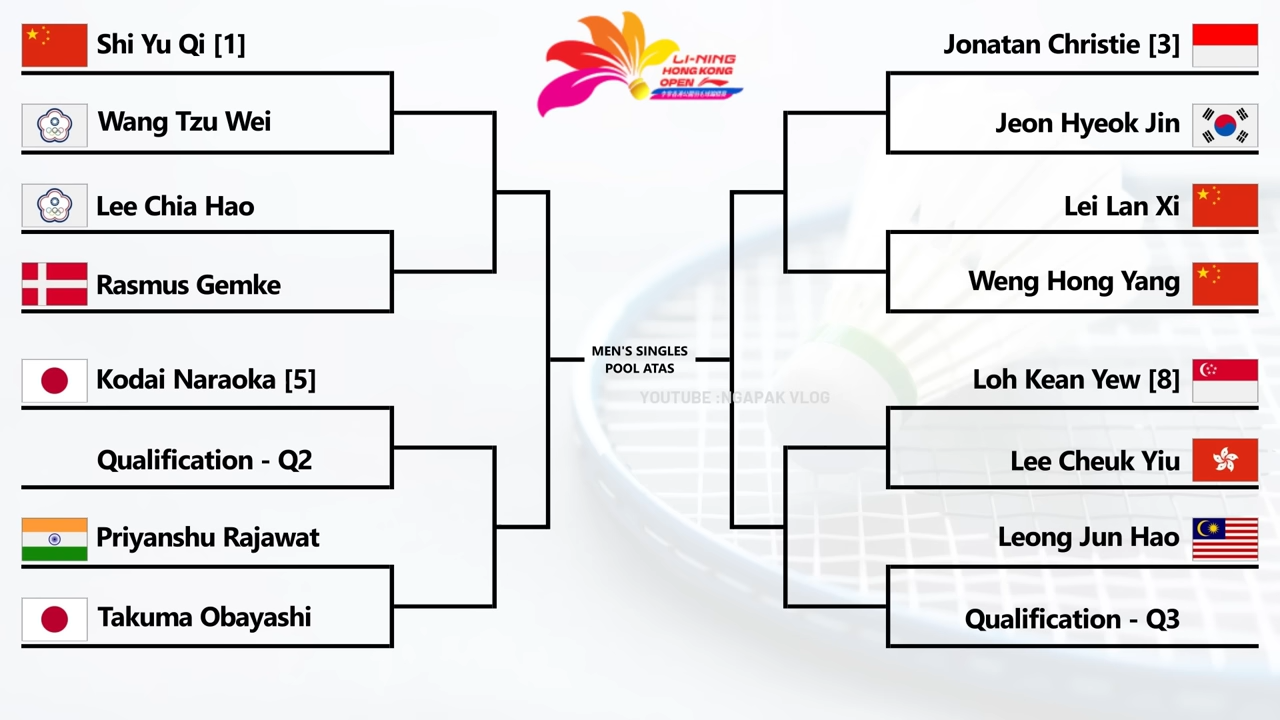 Shi Yu Qi [1]
Wang Tzu Wei
Lee Chia Hao
Rasmus Gemke
Kodai Naraoka [5]
Qualification - Q2
Priyanshu Rajawat
Takuma Obayashi
LI-NING
HONG KONG
OPEN
MEN'S SINGLES
POOL ATAS
YOUTUBE :NGAPAK VLOG
Jonatan Christie [3]
Jeon Hyeok Jin
Lei Lan Xi
Weng Hong Yang
Loh Kean Yew [8]
Lee Cheuk Yiu
Leong Jun Hao
Qualification - Q3